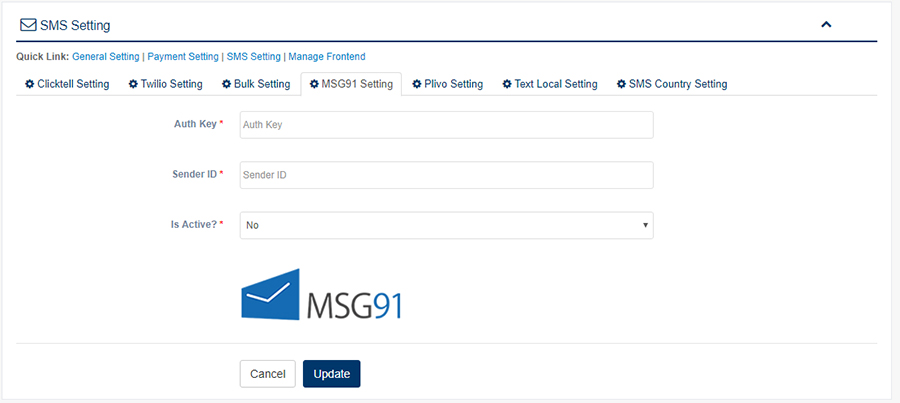 SMS Setting
Quick Link: General Setting | Payment Setting | SMS Setting | Manage Frontend
Clicktell Setting Twilio Setting Bulk Setting MSG91 Setting Plivo Setting Text Local Setting SMS Country Setting
Auth Key * Auth Key
Sender ID * Sender ID
Is Active? * No
MSG91
Cancel Update